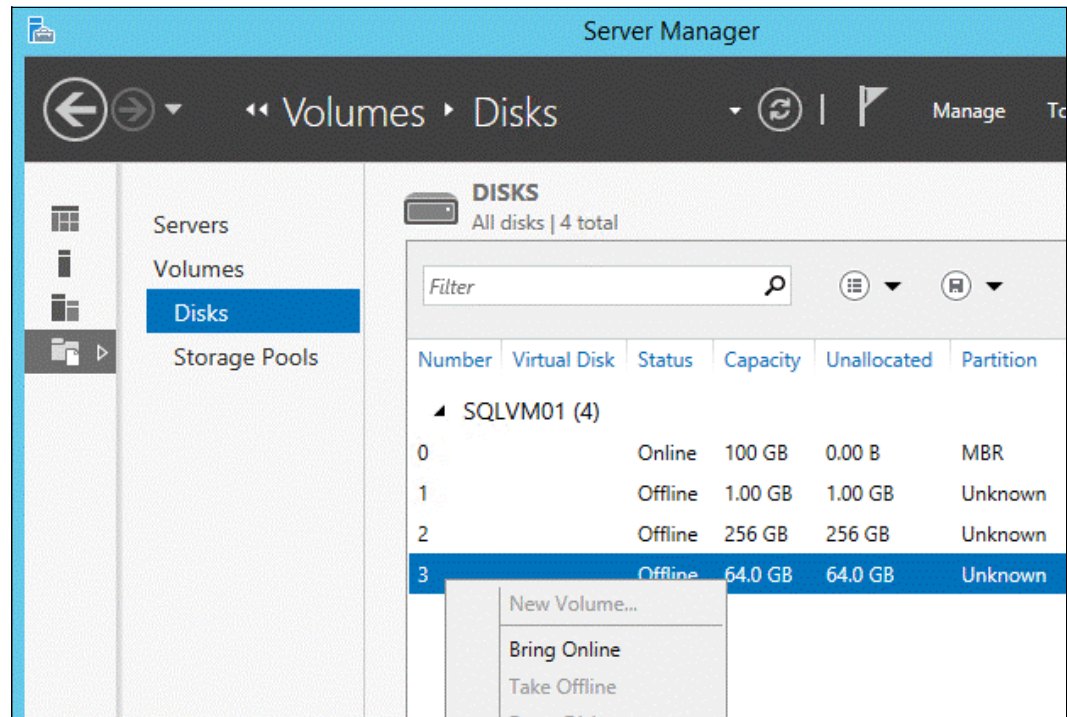 Server Manager
Volumes Disks
Manage
Servers
Volumes
Disks
Storage Pools
DISKS
All disks | 4 total
Filter
Number Virtual Disk Status Capacity Unallocated Partition
SQLVM01 (4)
0 Online 100 GB 0.00 B MBR
1 Offline 1.00 GB 1.00 GB Unknown
2 Offline 256 GB 256 GB Unknown
3 Offline 64.0 GB 64.0 GB Unknown
New Volume...
Bring Online
Take Offline